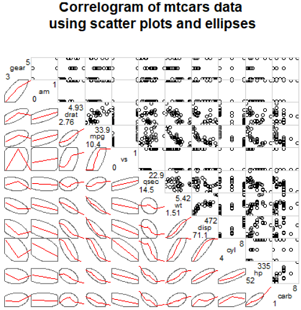 Correlogram of mtcars data
using scatter plots and ellipses
5
gear
3
1
am
0
4.93
drat
2.76
33.9
mpg
10.4
1
vs
0
22.9
qsec
14.5
5.42
wt
1.51
472
disp
71.1
8
cyl
4
335
hp
52
8
carb
1